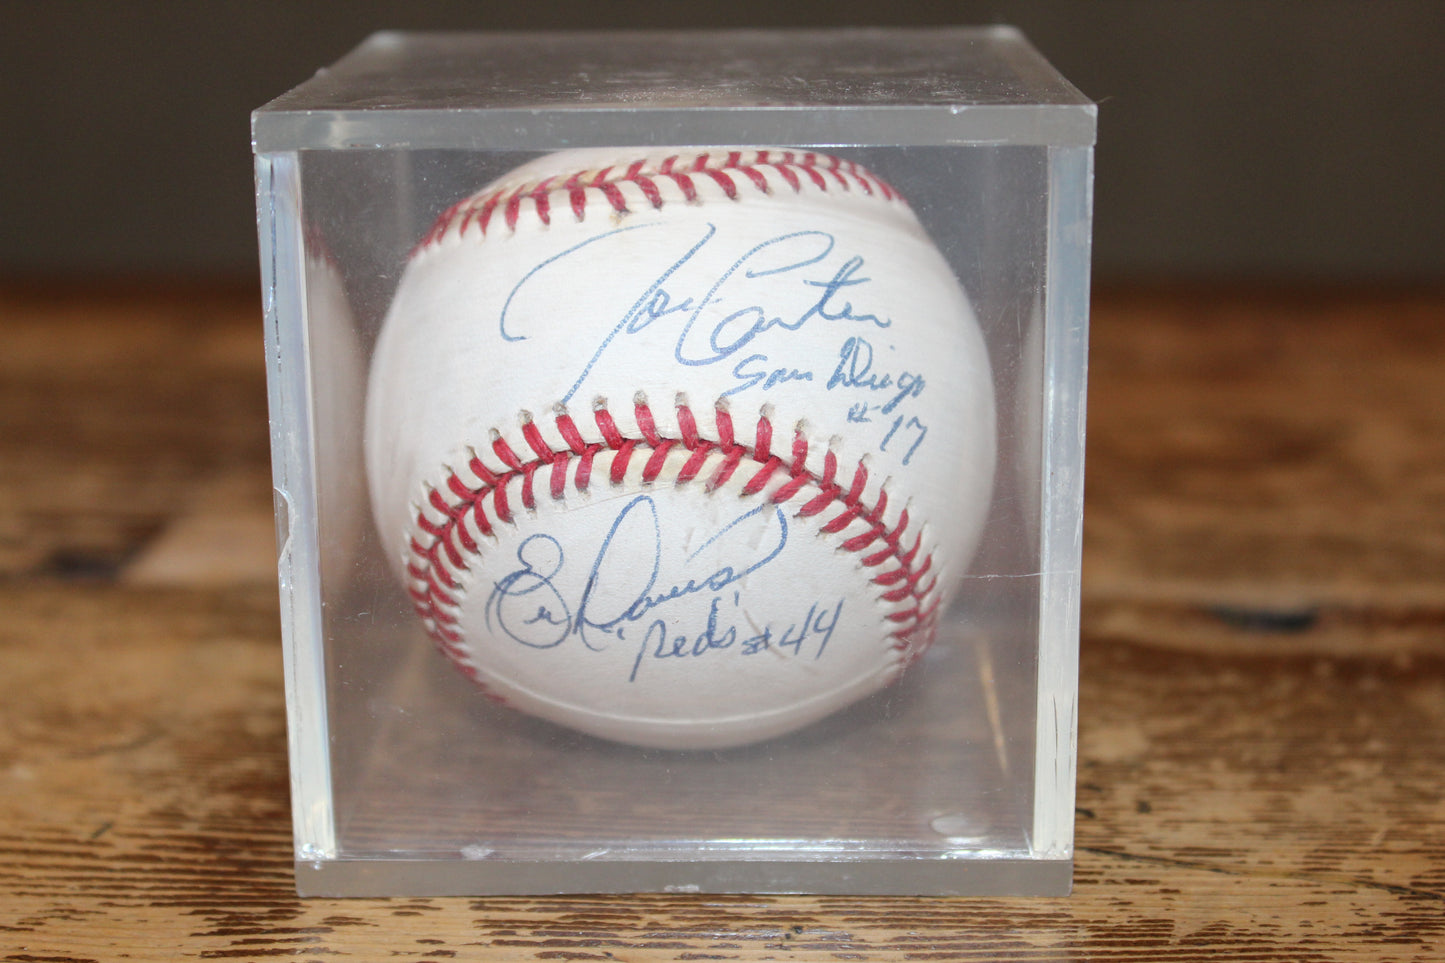 Joe Carter
San Diego
# 17
Eric Davis
Reds #44